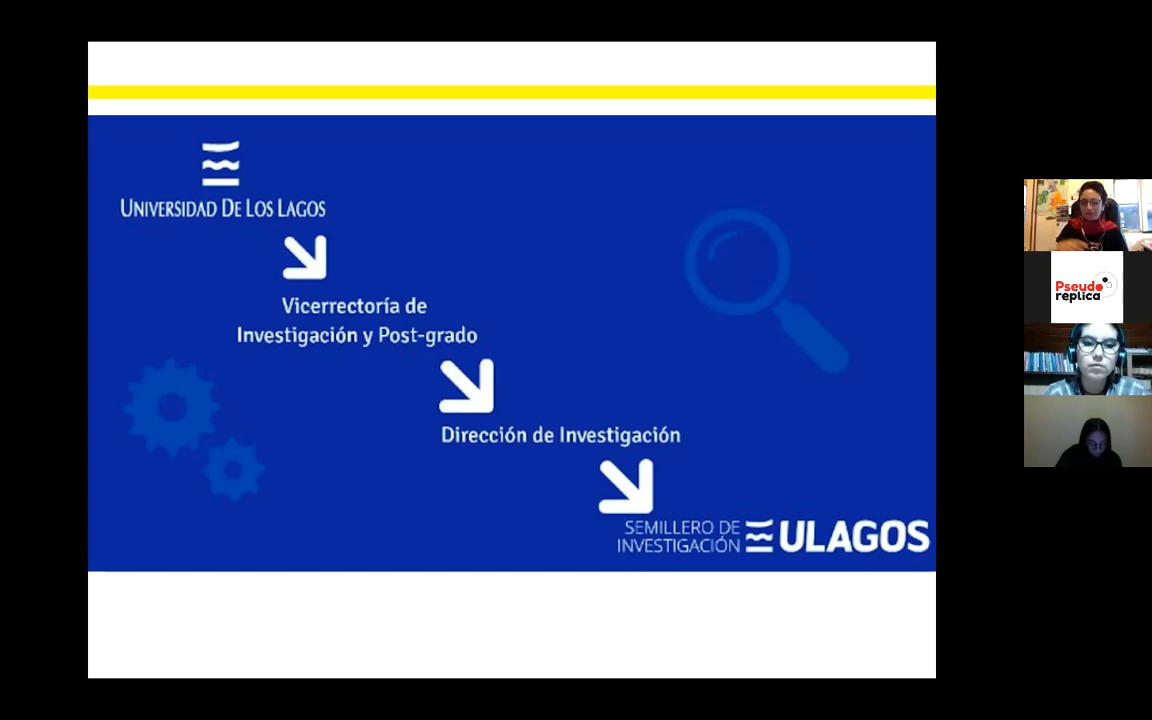 UNIVERSIDAD DE LOS LAGOS
Vicerrectoría de
Investigación y Post-grado
Dirección de Investigación
SEMILLERO DE
INVESTIGACIÓN
ULAGOS
Pseudo
replica